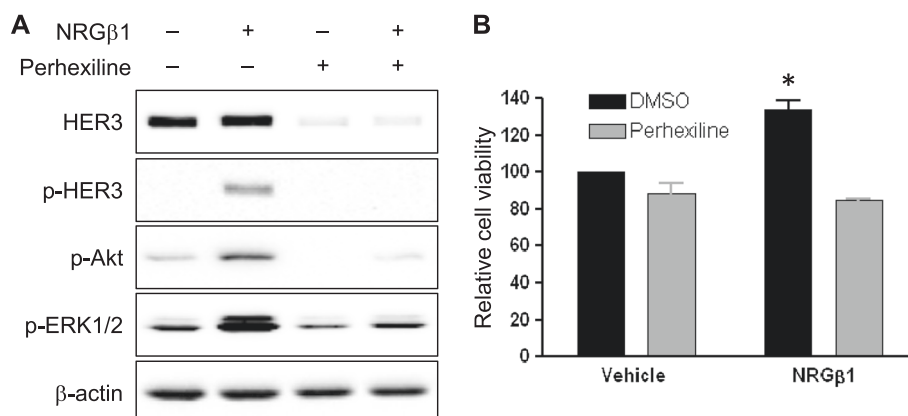 A
NRGβ1 – + – +
Perhexiline – – + +
HER3
p-HER3
p-Akt
p-ERK1/2
β-actin
B
*
DMSO
Perhexiline
Relative cell viability
140
120
100
80
60
40
20
0
Vehicle NRGβ1